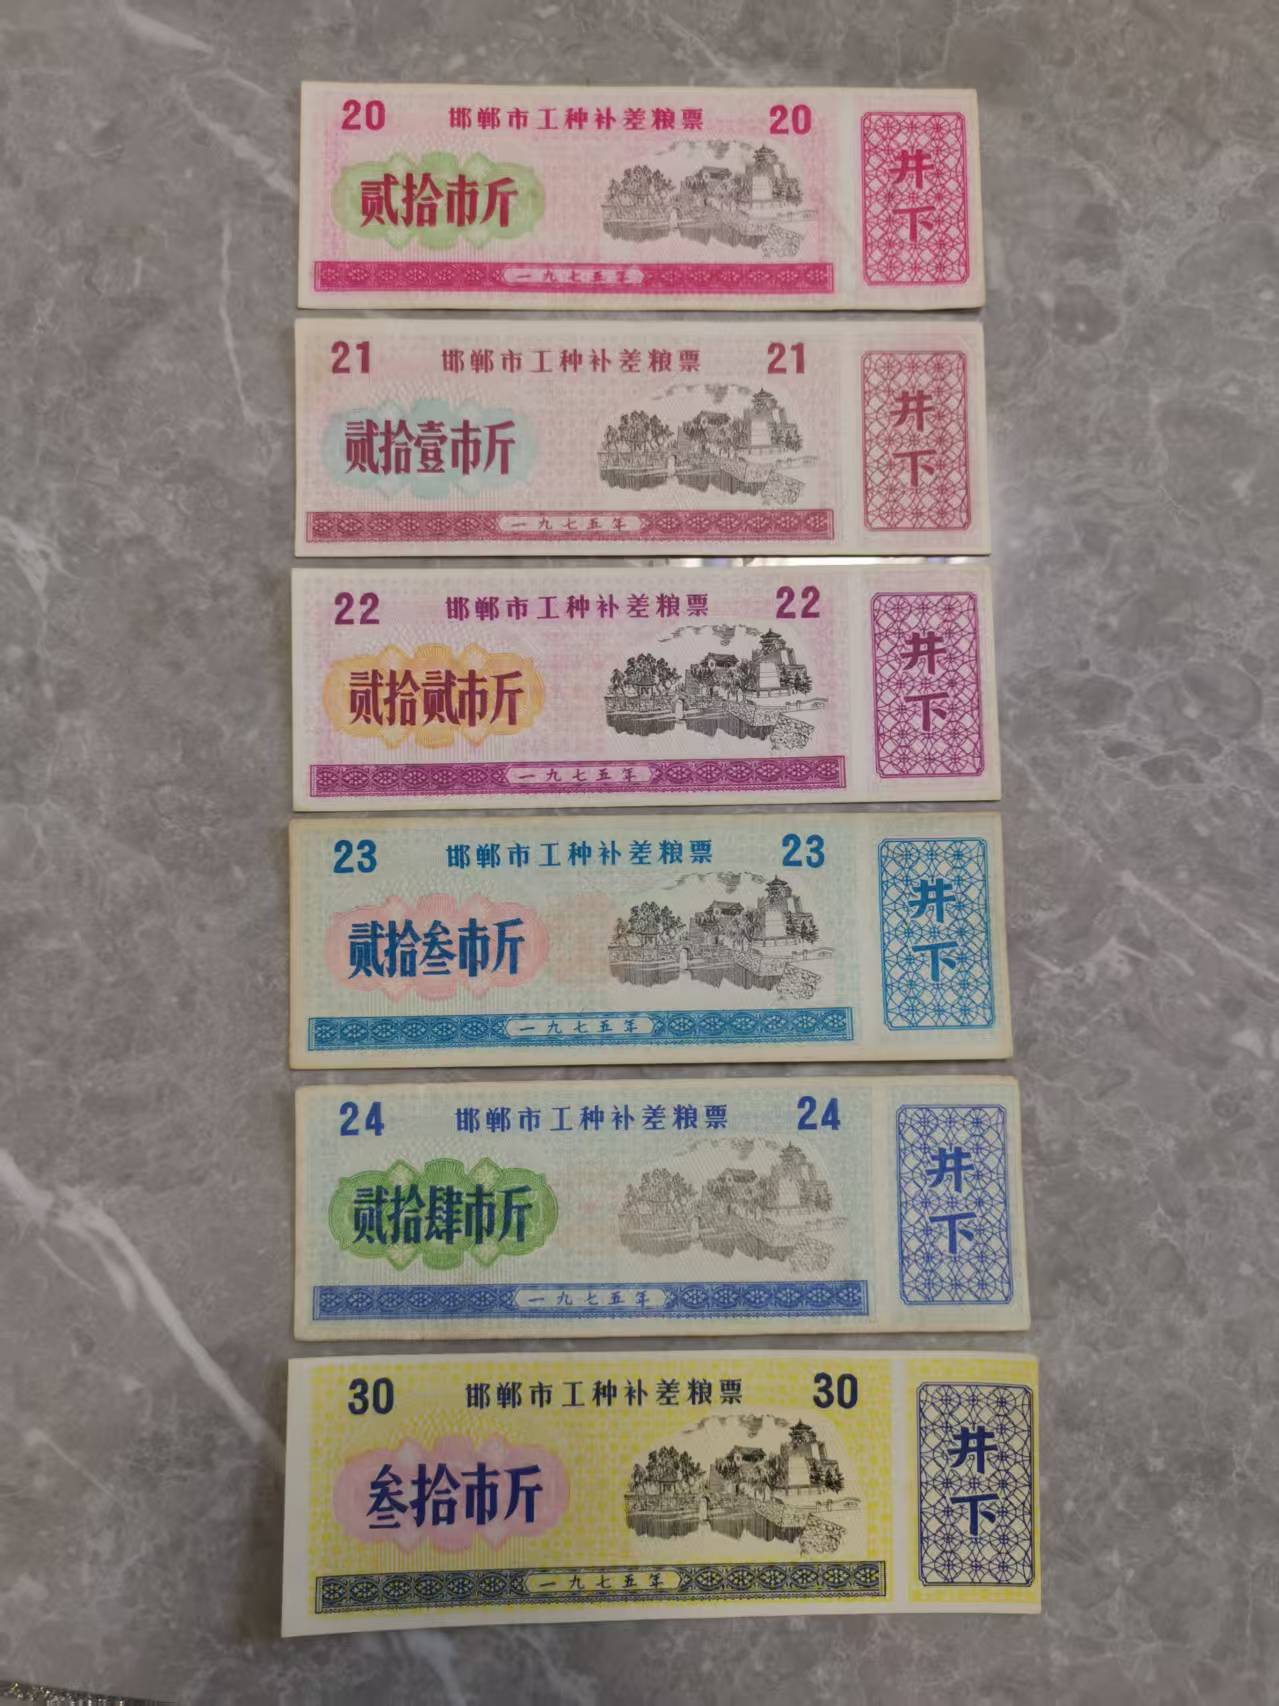 20 邯郸市工种补差粮票 20
贰拾市斤
一九七五年
井下
21 邯郸市工种补差粮票 21
贰拾壹市斤
一九七五年
井下
22 邯郸市工种补差粮票 22
贰拾贰市斤
一九七五年
井下
23 邯郸市工种补差粮票 23
贰拾叁市斤
一九七五年
井下
24 邯郸市工种补差粮票 24
贰拾肆市斤
一九七五年
井下
30 邯郸市工种补差粮票 30
叁拾市斤
一九七五年
井下